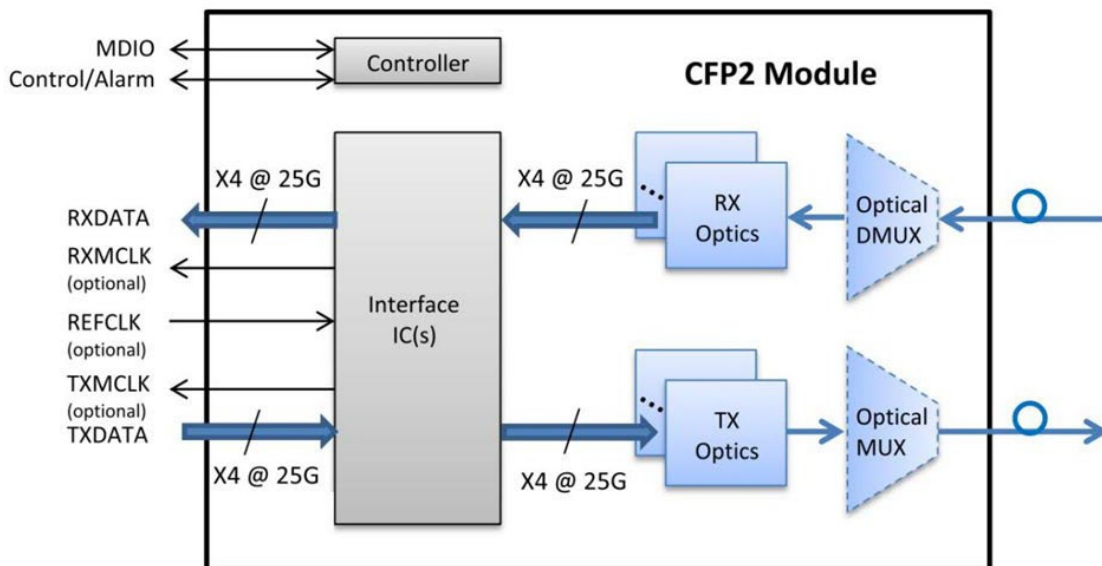 MDIO
Control/Alarm
Controller
CFP2 Module
X4 @ 25G
X4 @ 25G
RXDATA
RXMCLK
(optional)
REFCLK
(optional)
TXMCLK
(optional)
TXDATA
X4 @ 25G
X4 @ 25G
Interface
IC(s)
RX
Optics
Optical
DMUX
TX
Optics
Optical
MUX